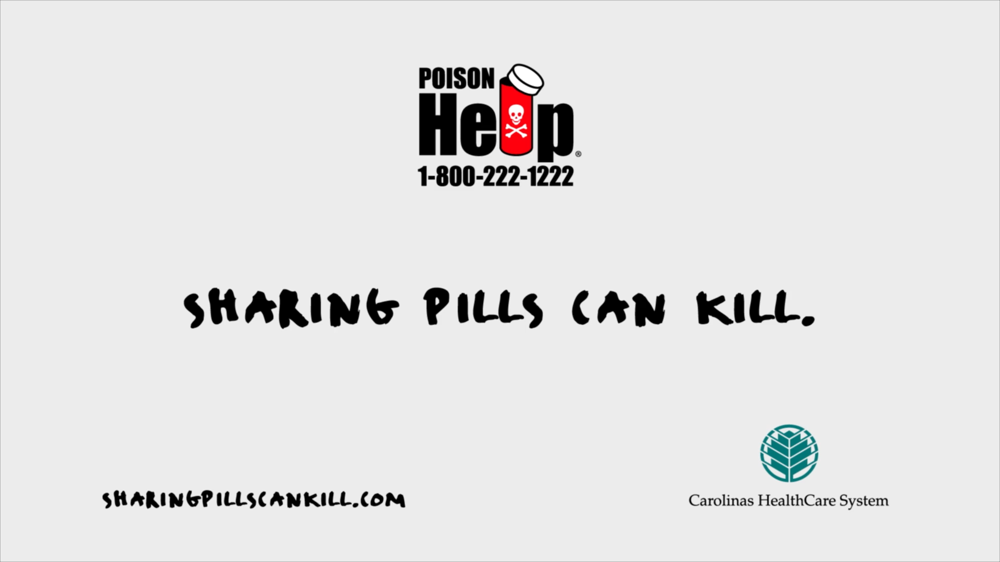 POISON
Help®
1-800-222-1222
SHARING PILLS CAN KILL.
SHARINGPILLSCANKILL.COM
Carolinas HealthCare System